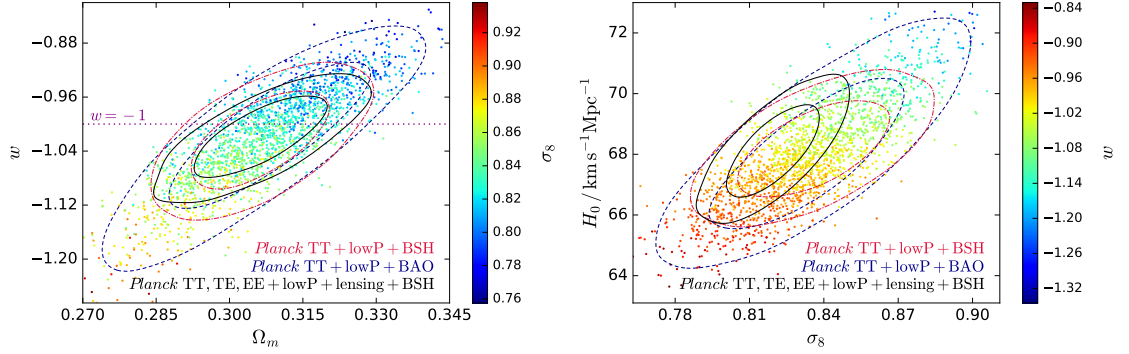 −0.88
−0.96
−1.04
−1.12
−1.20
w
w = −1
Planck TT + lowP + BSH
Planck TT + lowP + BAO
Planck TT, TE, EE + lowP + lensing + BSH
0.270 0.285 0.300 0.315 0.330 0.345
Ωm
0.92
0.90
0.88
0.86
0.84
0.82
0.80
0.78
0.76
σ8
72
70
68
66
64
H0 / km s−1Mpc−1
Planck TT + lowP + BSH
Planck TT + lowP + BAO
Planck TT, TE, EE + lowP + lensing + BSH
0.78 0.81 0.84 0.87 0.90
σ8
−0.84
−0.90
−0.96
−1.02
−1.08
−1.14
−1.20
−1.26
−1.32
w